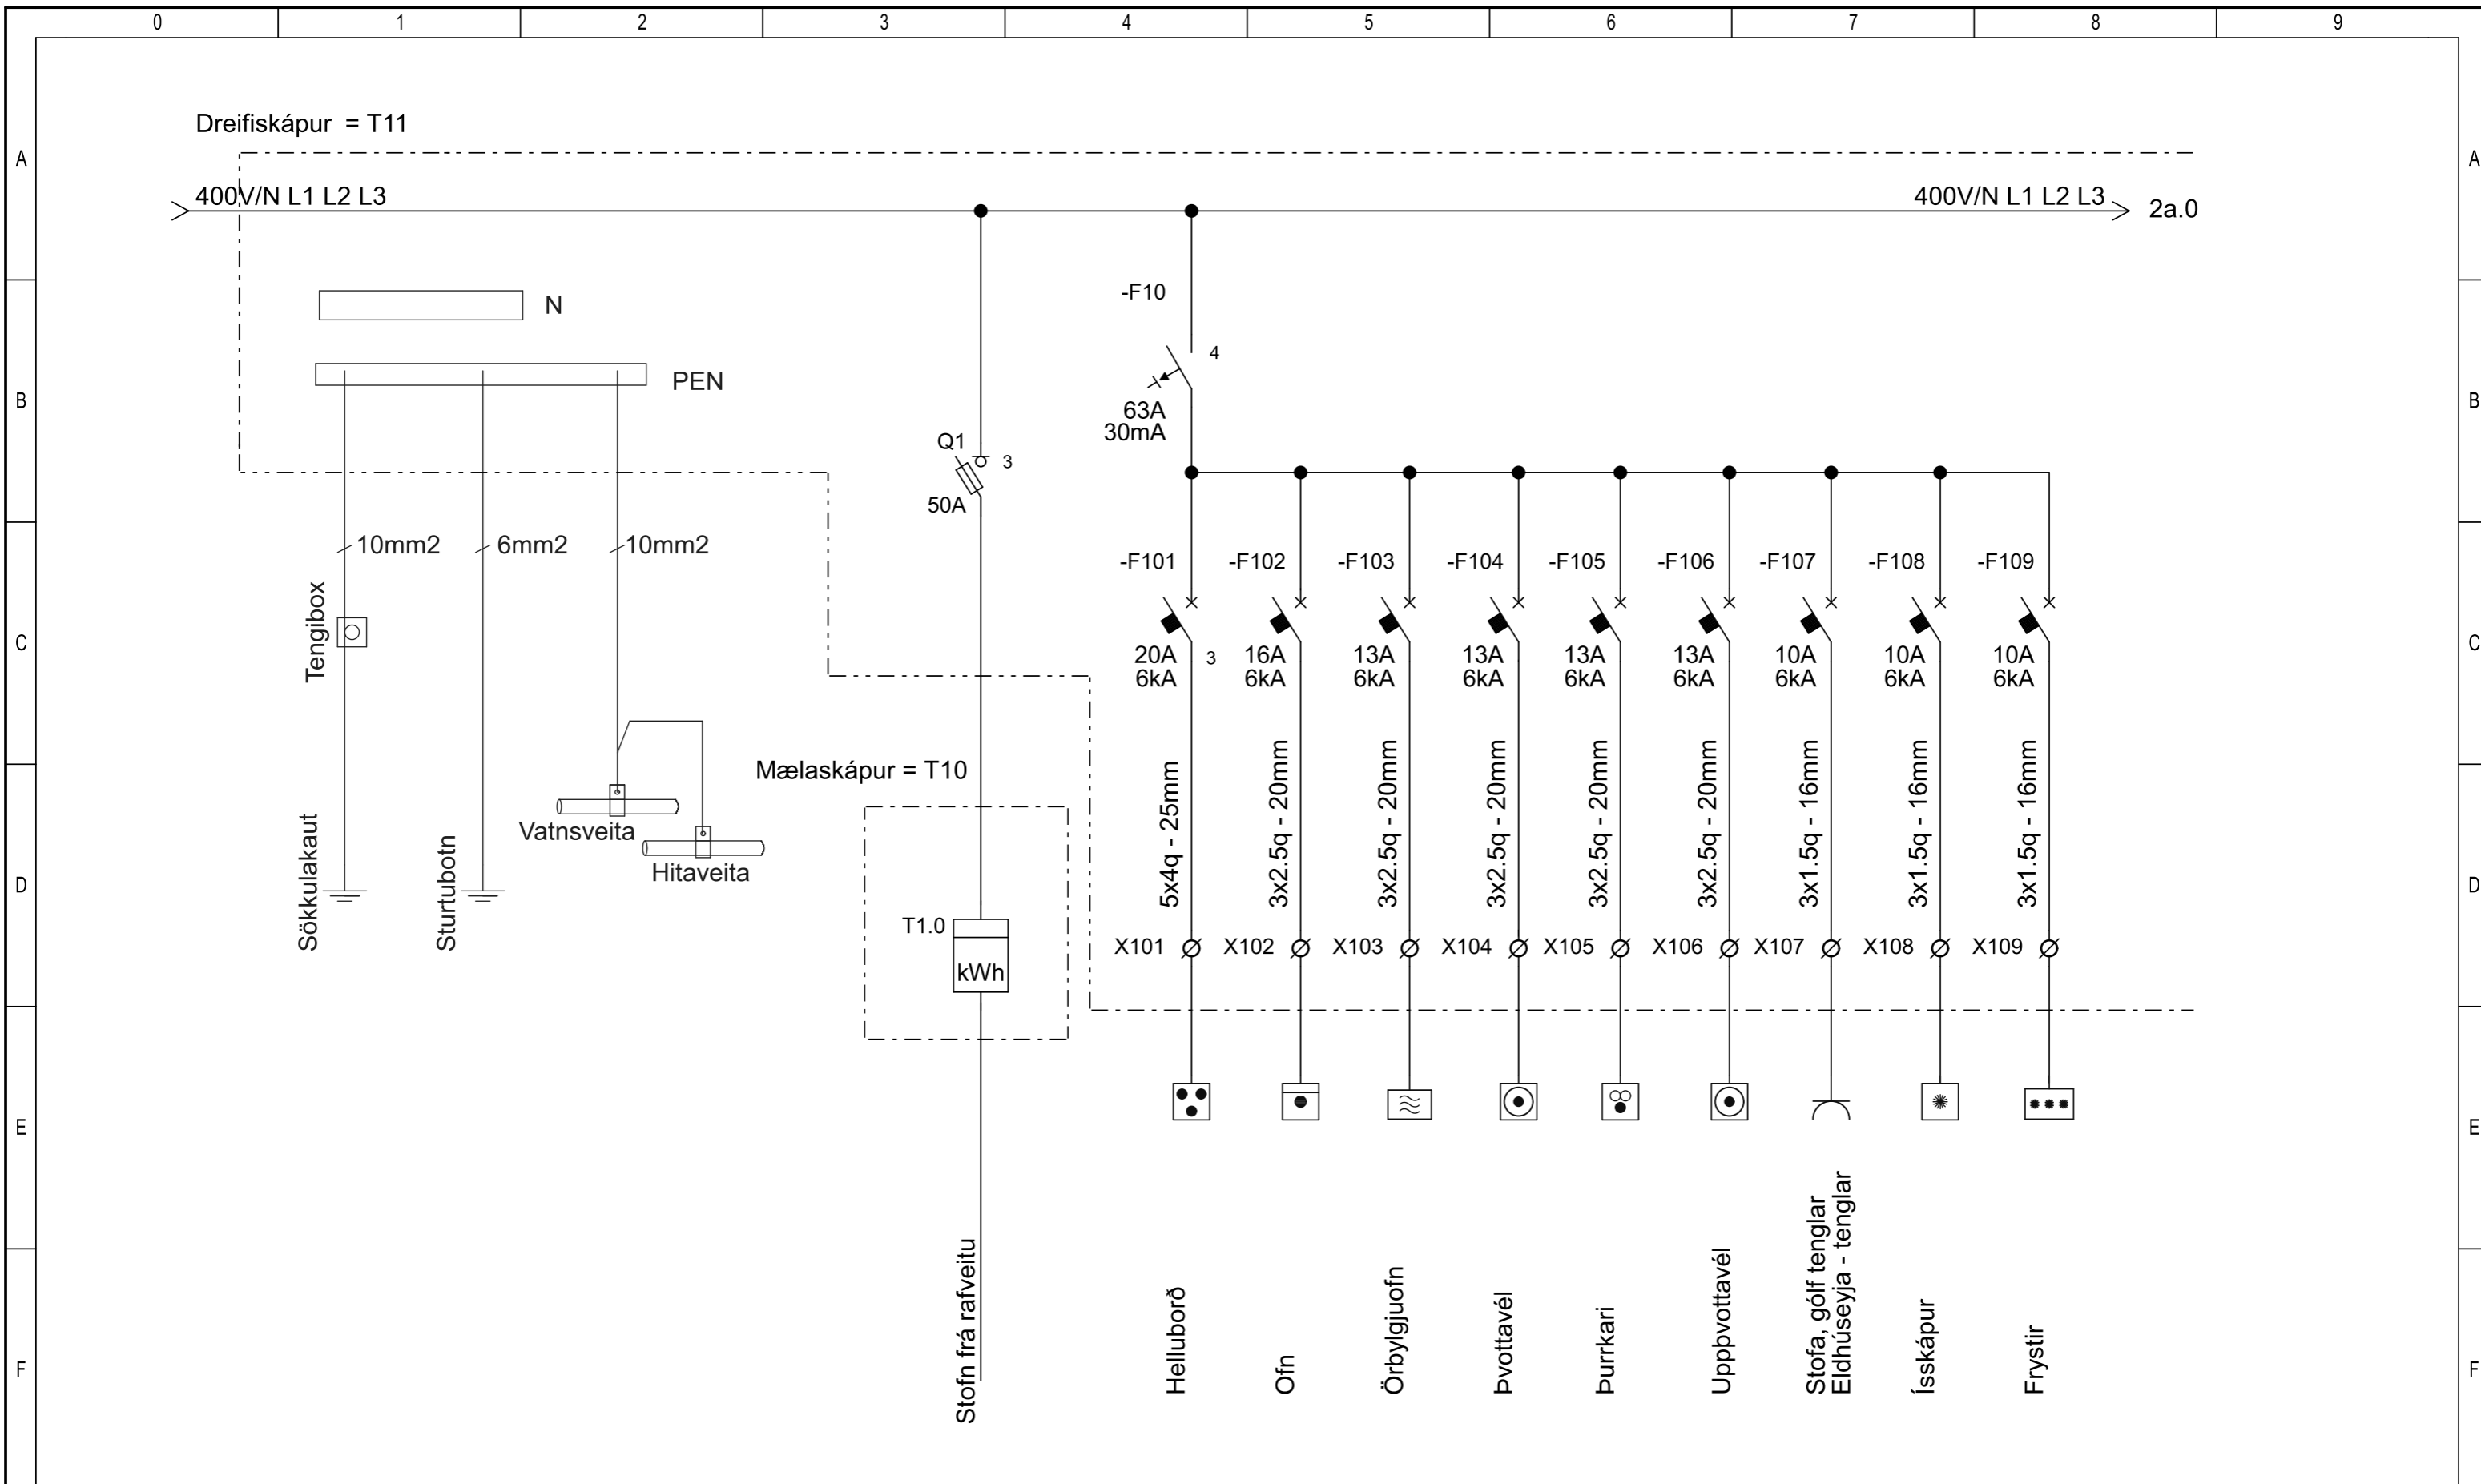 0 1 2 3 4 5 6 7 8 9
Dreifiskápur = T11
A A
400V/N L1 L2 L3 400V/N L1 L2 L3 2a.0
N
-F10
4
PEN
B B
63A
30mA
Q1 3
50A
10mm2 6mm2 10mm2
-F101 -F102 -F103 -F104 -F105 -F106 -F107 -F108 -F109
Tengibox
C C
20A 3 16A 13A 13A 13A 13A 10A 10A 10A
6kA 6kA 6kA 6kA 6kA 6kA 6kA 6kA 6kA
Mælaskápur = T10
5x4q - 25mm
3x2.5q - 20mm
3x2.5q - 20mm
3x2.5q - 20mm
3x2.5q - 20mm
3x2.5q - 20mm
3x1.5q - 16mm
3x1.5q - 16mm
3x1.5q - 16mm
Vatnsveita
Hitaveita
D D
Sökkulakaut
Sturtubotn
T1.0
kWh
X101 X102 X103 X104 X105 X106 X107 X108 X109
E E
Stofn frá rafveitu
Helluborð
Ofn
Örbylgjuofn
Þvottavél
Þurrkari
Uppþvottavél
Stofa, gólf tenglar
Eldhúseyja - tenglar
Ísskápur
Frystir
F F